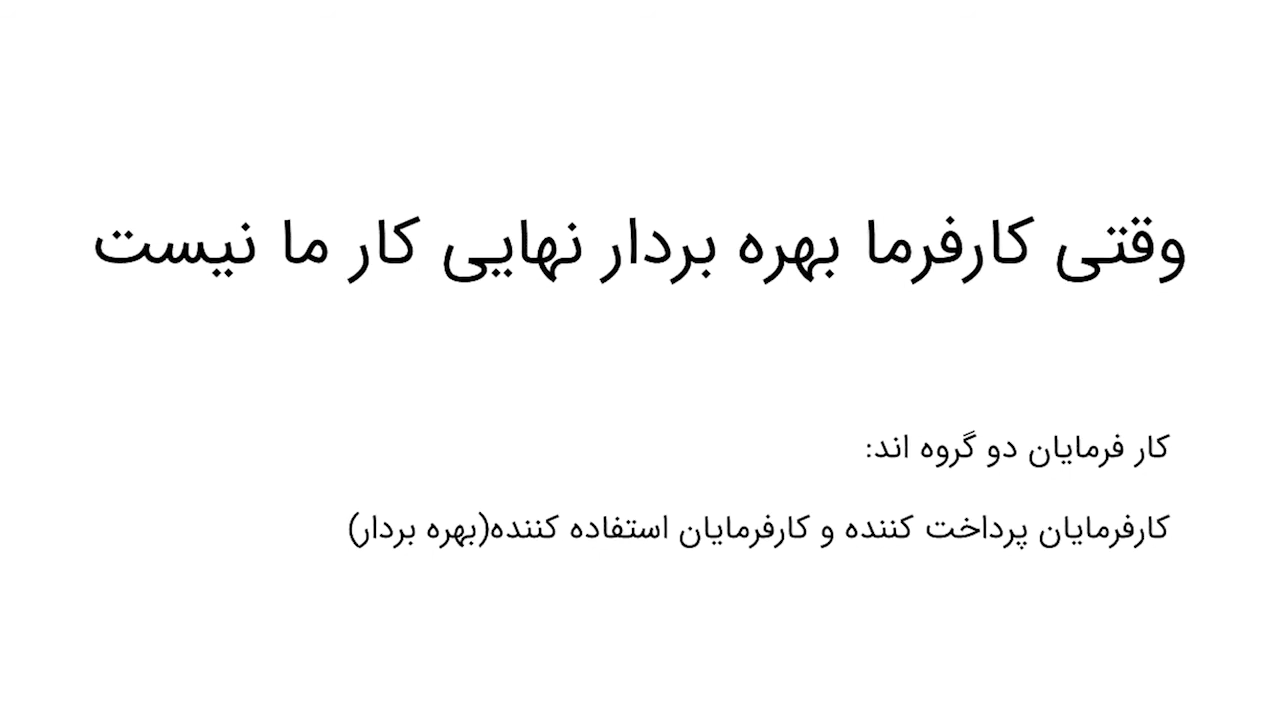 وقتی کارفرما بهره بردار نهایی کار ما نیست
کار فرمایان دو گروه اند:
کارفرمایان پرداخت کننده و کارفرمایان استفاده کننده(بهره بردار)